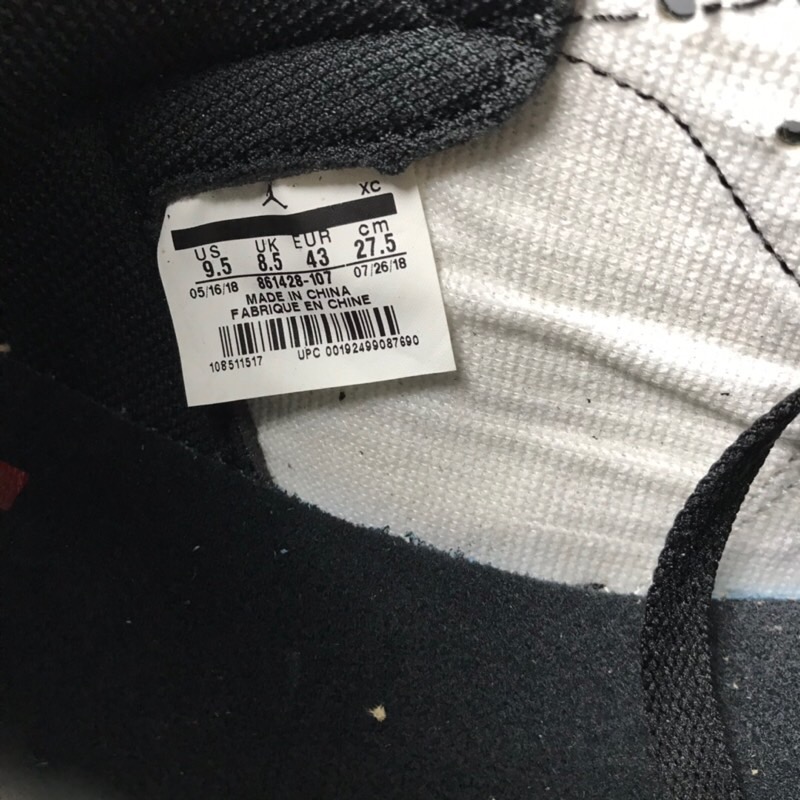 XC
US UK EUR cm
9.5 8.5 43 27.5
05/16/18 861428-107 07/26/18
MADE IN CHINA
FABRIQUE EN CHINE
108511517 UPC 00192499087690